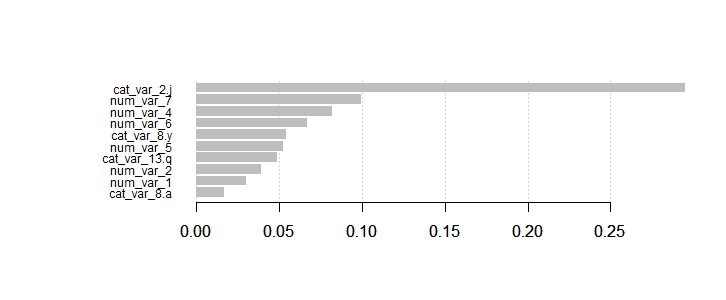 cat_var_2.j
num_var_7
num_var_4
num_var_6
cat_var_8.y
num_var_5
cat_var_13.q
num_var_2
num_var_1
cat_var_8.a
0.00 0.05 0.10 0.15 0.20 0.25